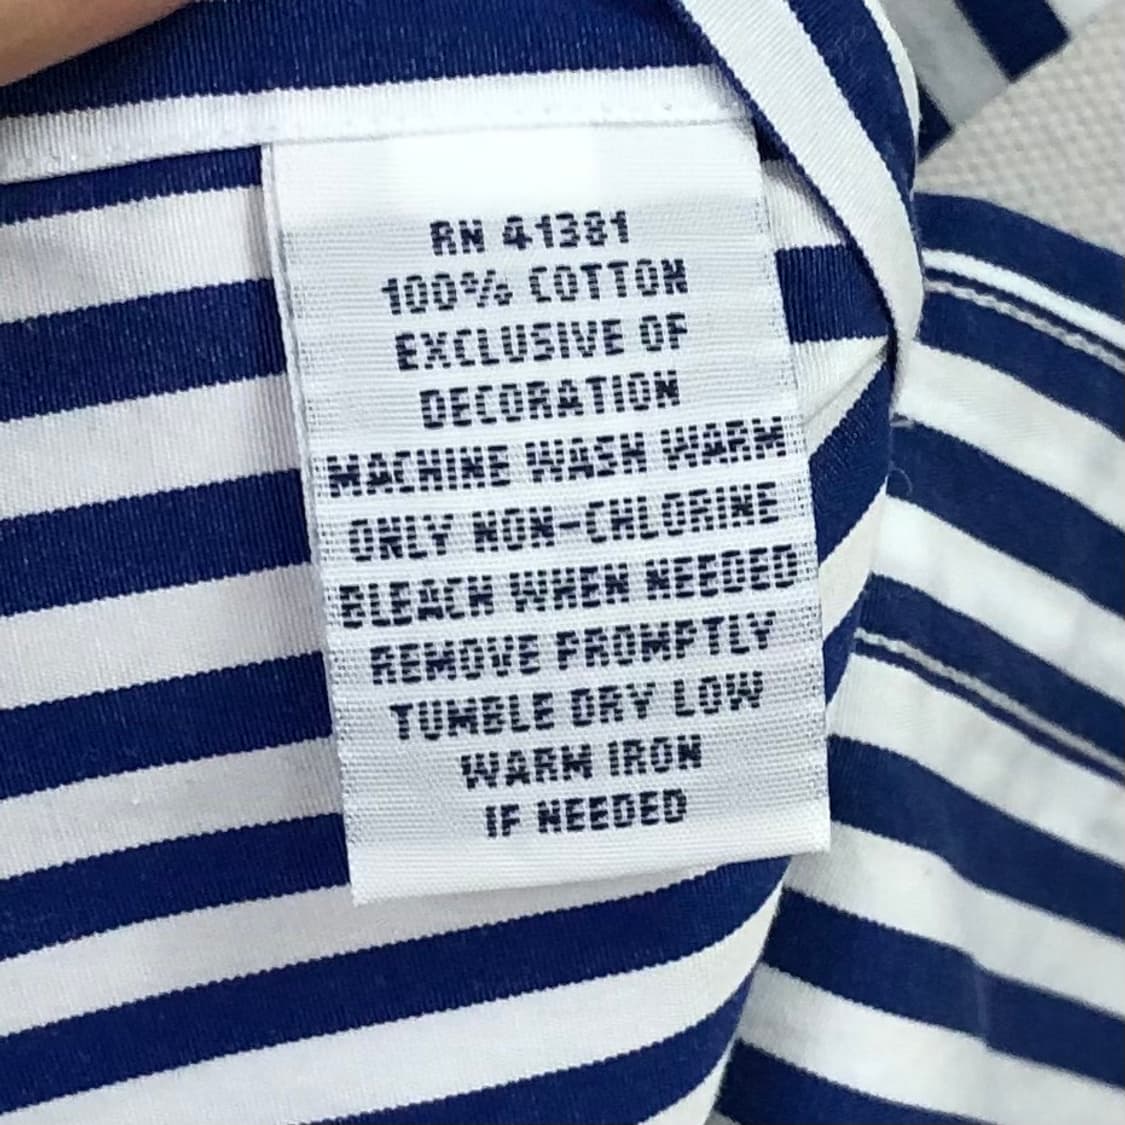 RN 41381
100% COTTON
EXCLUSIVE OF
DECORATION
MACHINE WASH WARM
ONLY NON-CHLORINE
BLEACH WHEN NEEDED
REMOVE PROMPTLY
TUMBLE DRY LOW
WARM IRON
IF NEEDED